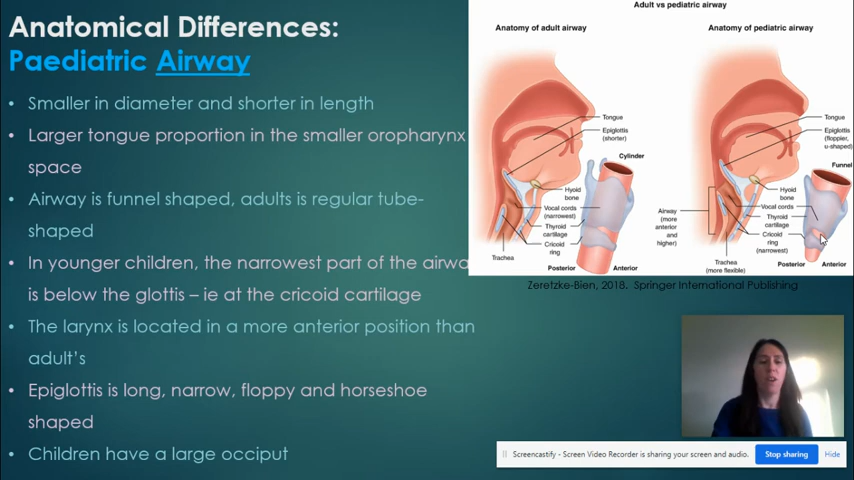 Anatomical Differences:
Paediatric Airway
• Smaller in diameter and shorter in length
• Larger tongue proportion in the smaller oropharynx
space
• Airway is funnel shaped, adults is regular tube-
shaped
• In younger children, the narrowest part of the airwa
is below the glottis – ie at the cricoid cartilage
• The larynx is located in a more anterior position than
adult's
• Epiglottis is long, narrow, floppy and horseshoe
shaped
• Children have a large occiput
Adult vs pediatric airway
Anatomy of adult airway
Tongue
Epiglottis
(shorter)
Cylinder
Hyoid
bone
Vocal cords
(narrowest)
Thyroid
cartilage
Cricoid
ring
Trachea
Posterior
Anterior
Anatomy of pediatric airway
Tongue
Epiglottis
(floppier,
u-shaped)
Funnel
Hyoid
bone
Vocal cords
Airway
(more
anterior
and
higher)
Thyroid
cartilage
Cricoid
ring
(narrowest)
Trachea
(more flexible)
Posterior
Anterior
Zeretzke-Bien, 2018. Springer International Publishing
Screencastify - Screen Video Recorder is sharing your screen and audio.
Stop sharing
Hide